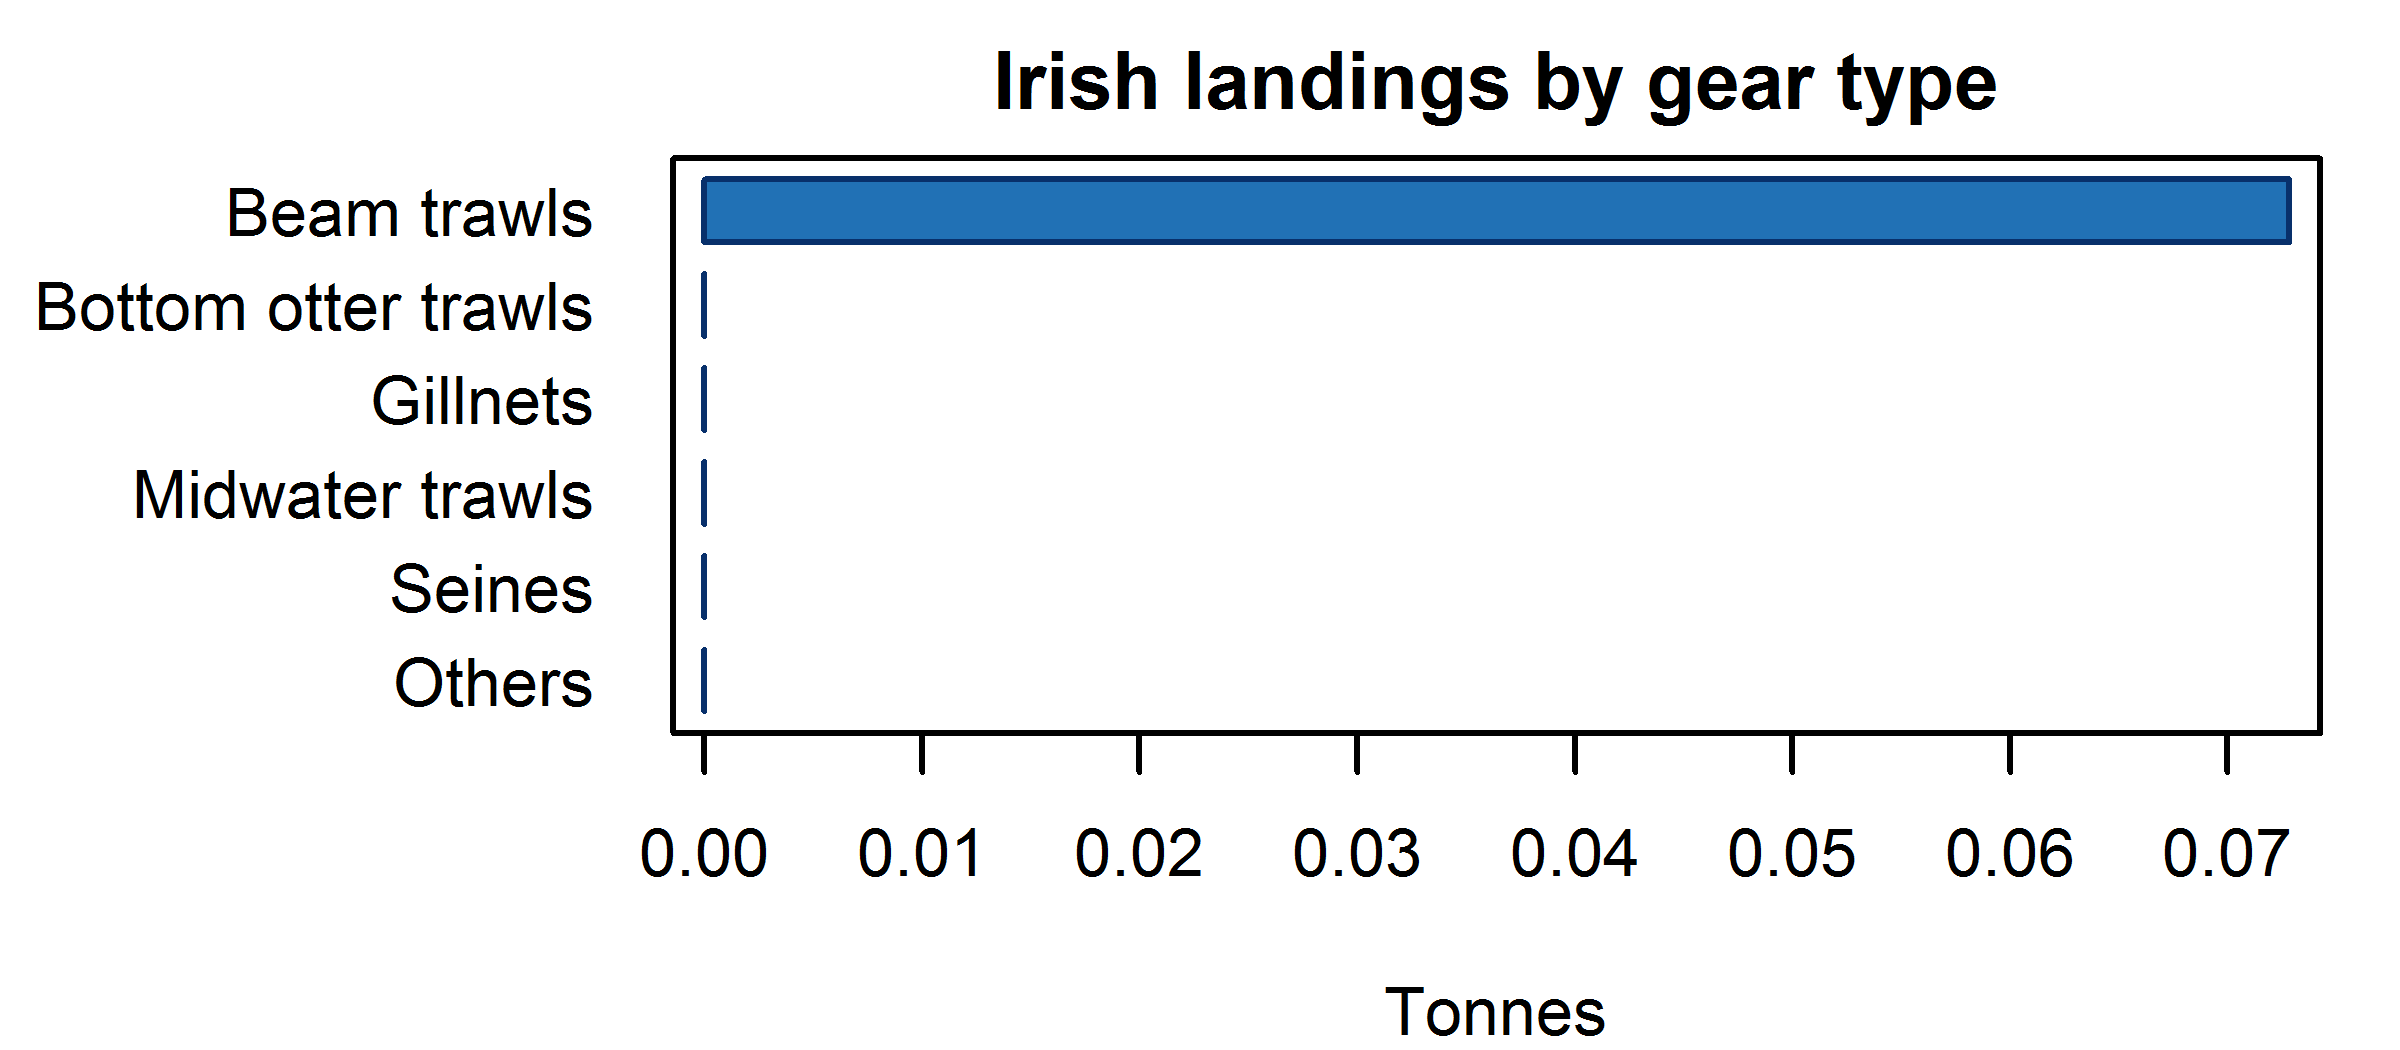 Irish landings by gear type
Beam trawls
Bottom otter trawls
Gillnets
Midwater trawls
Seines
Others
0.00 0.01 0.02 0.03 0.04 0.05 0.06 0.07
Tonnes